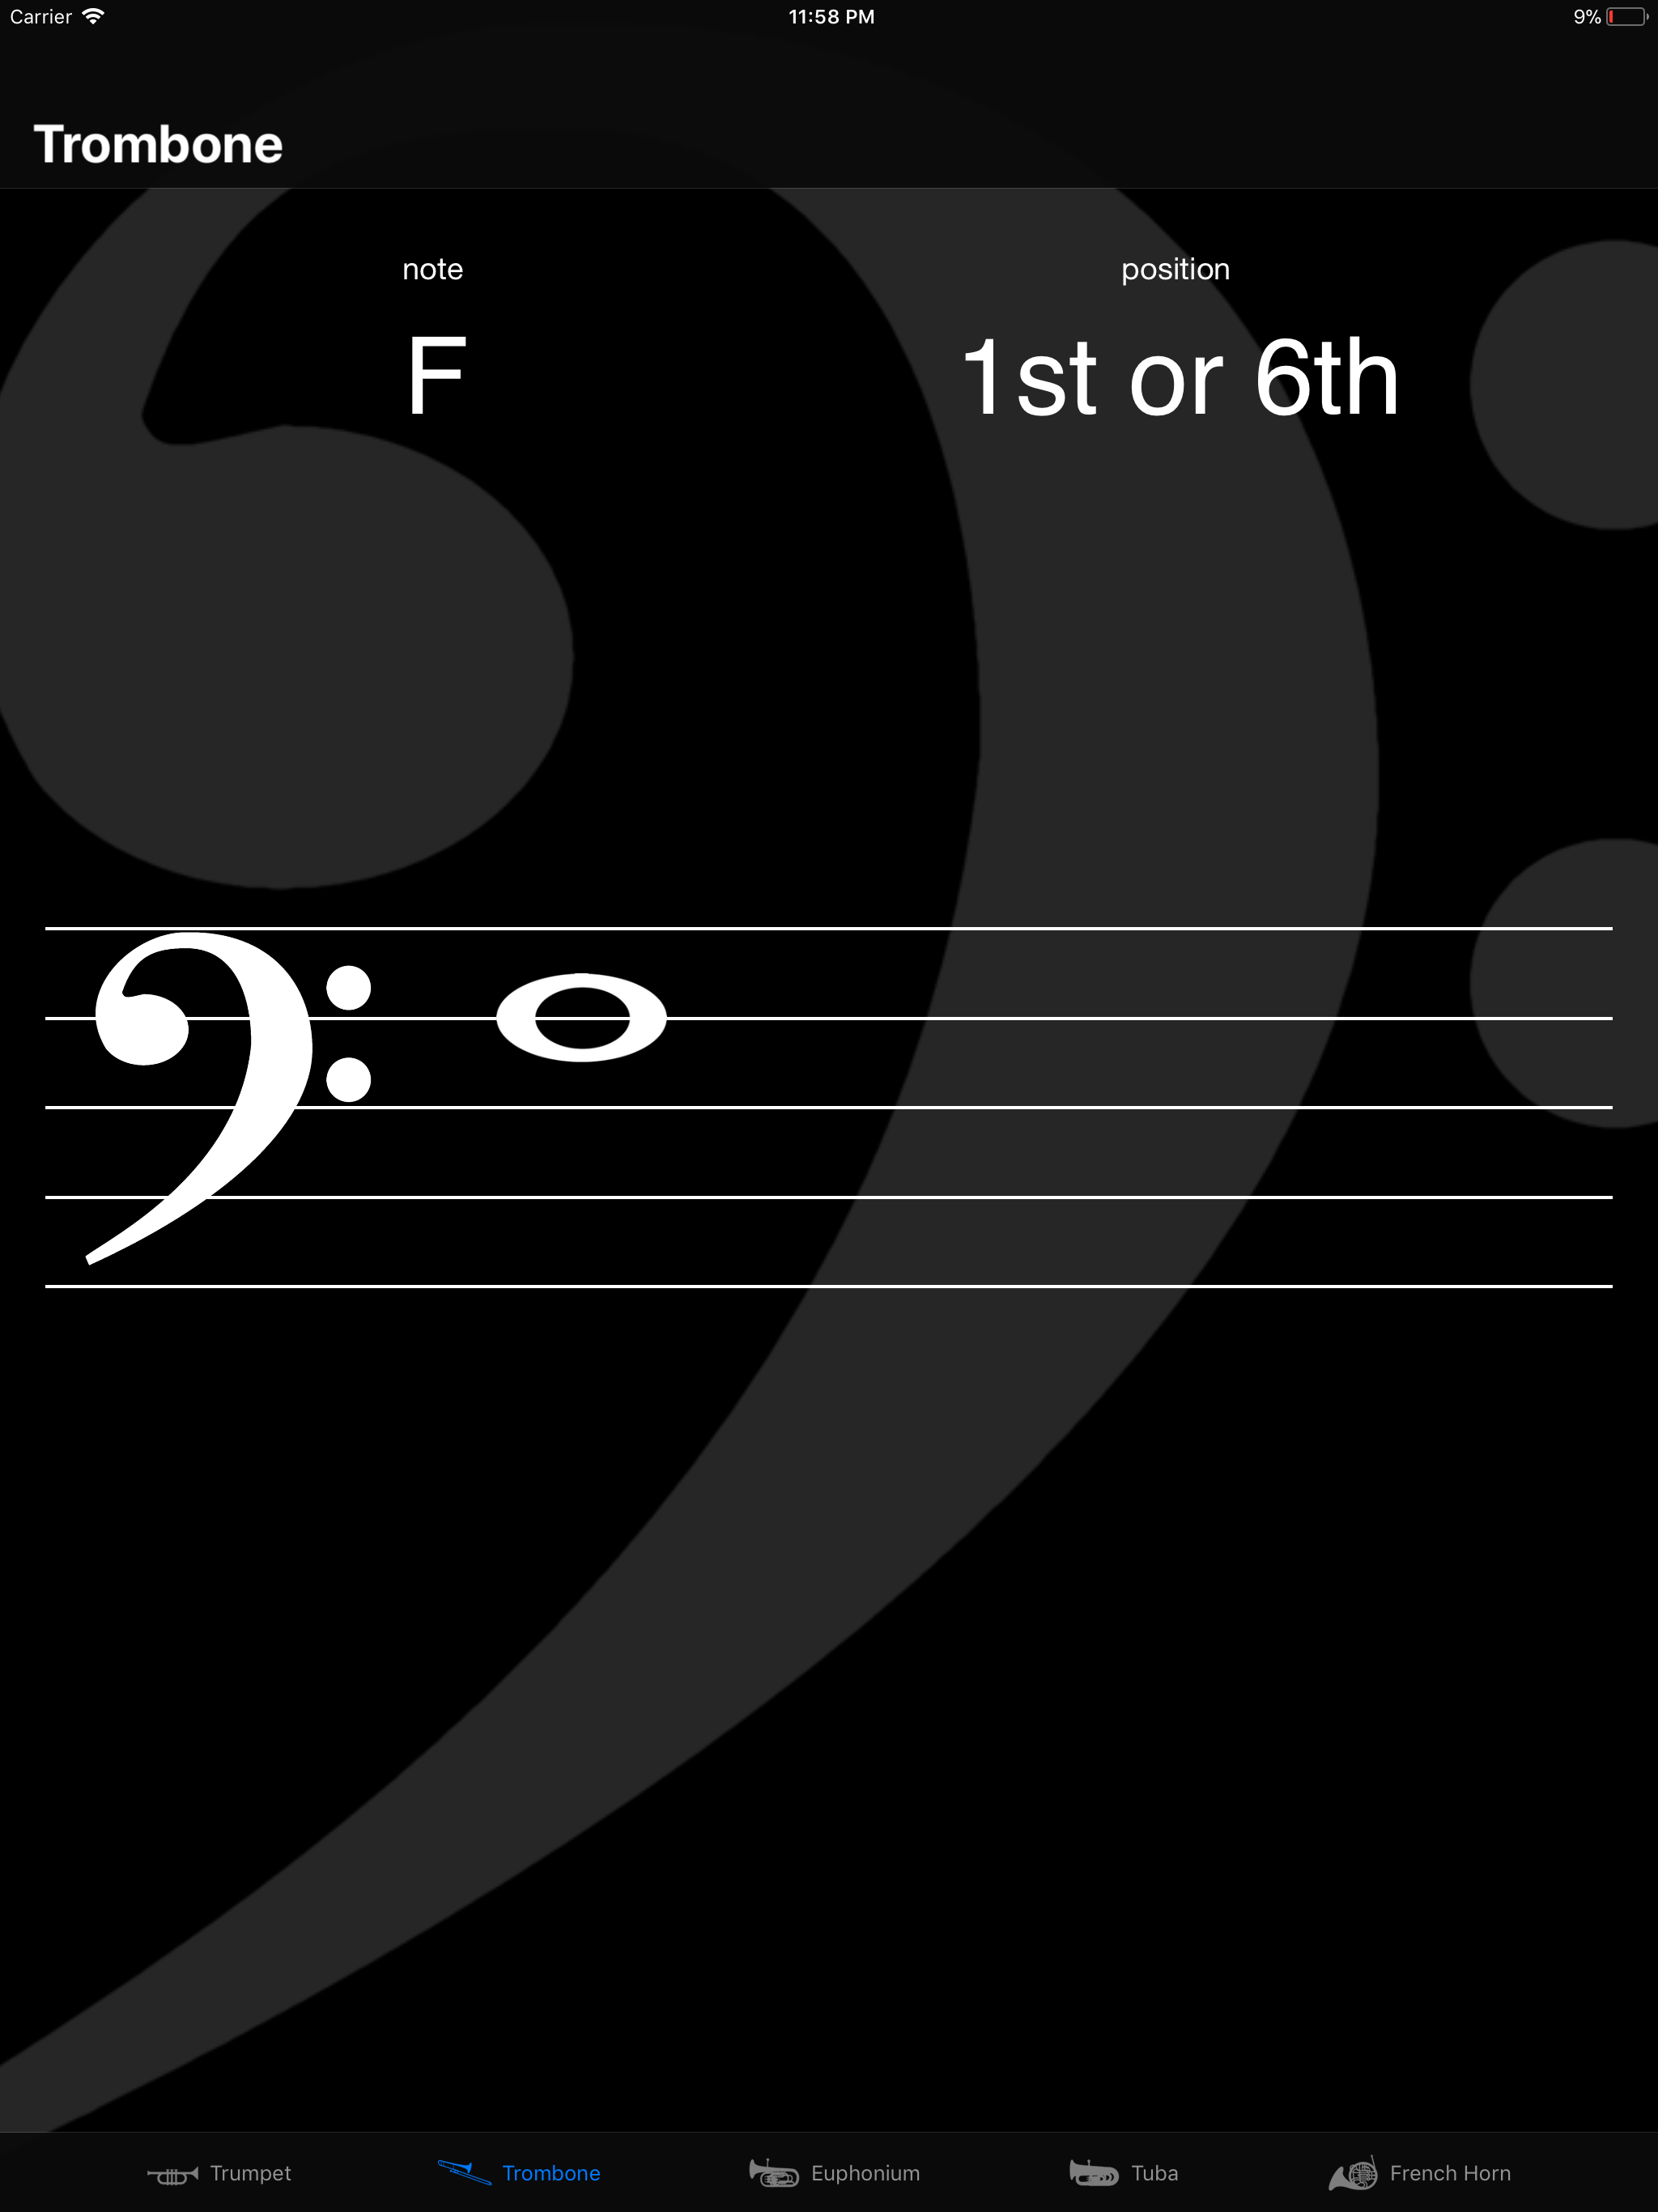 Carrier 11:58 PM 9%
Trombone
note position
F 1st or 6th
Trumpet Trombone Euphonium Tuba French Horn